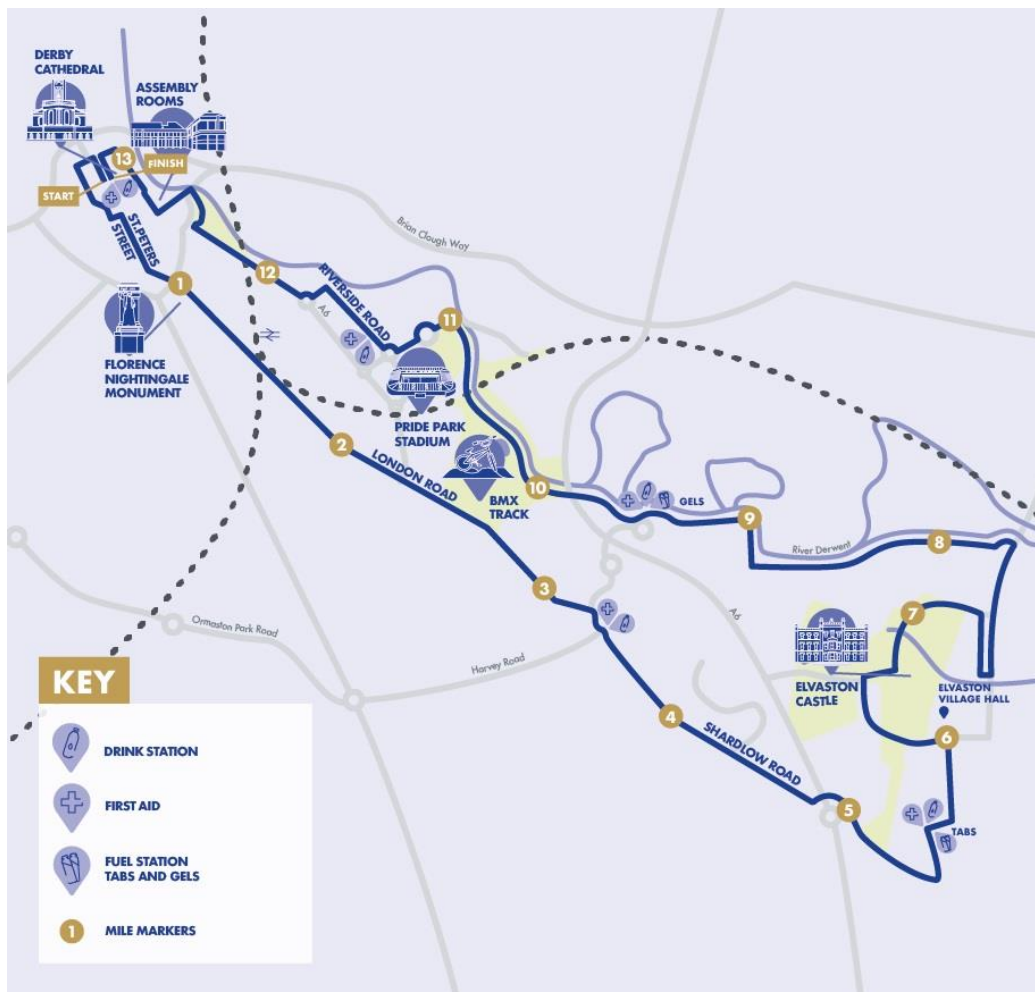 DERBY
CATHEDRAL
ASSEMBLY
ROOMS
13
FINISH
START
ST.PETERS
STREET
Brian Clough Way
1
12
RIVERSIDE ROAD
A6
11
FLORENCE
NIGHTINGALE
MONUMENT
PRIDE PARK
STADIUM
2
LONDON ROAD
BMX
TRACK
10
GELS
9
River Derwent
8
3
A6
7
Ormaston Park Road
Harvey Road
ELVASTON
CASTLE
ELVASTON
VILLAGE HALL
4
SHARDLOW ROAD
6
5
TABS
KEY
DRINK STATION
FIRST AID
FUEL STATION
TABS AND GELS
1
MILE MARKERS